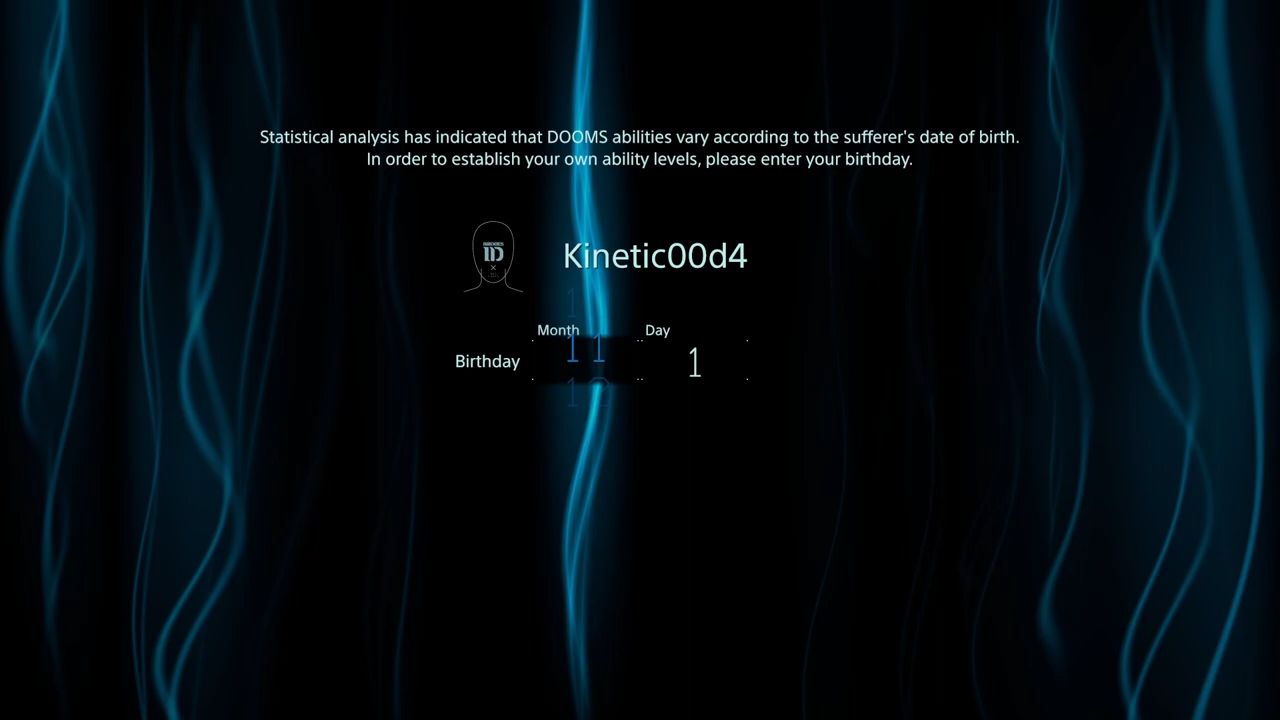 Statistical analysis has indicated that DOOMS abilities vary according to the sufferer's date of birth.
In order to establish your own ability levels, please enter your birthday.
Kinetic00d4
Month Day
Birthday 11 1